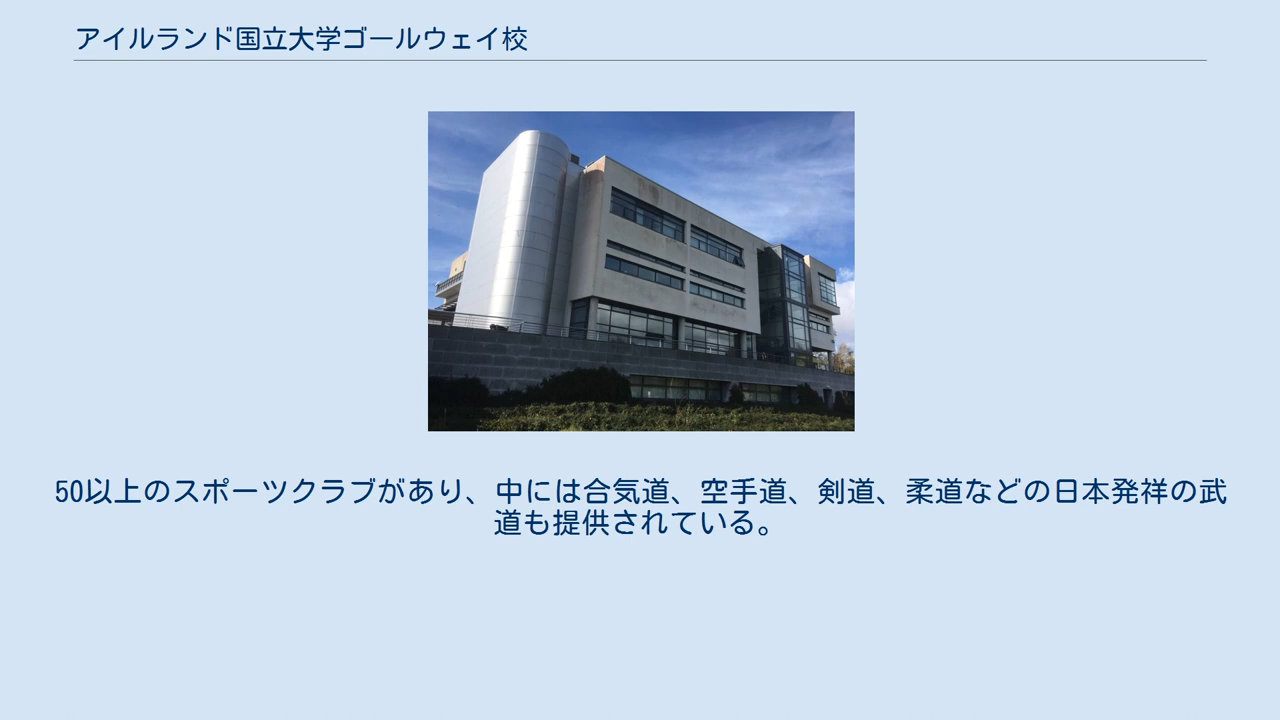 アイルランド国立大学ゴールウェイ校
50以上のスポーツクラブがあり、中には合気道、空手道、剣道、柔道などの日本発祥の武
道も提供されている。